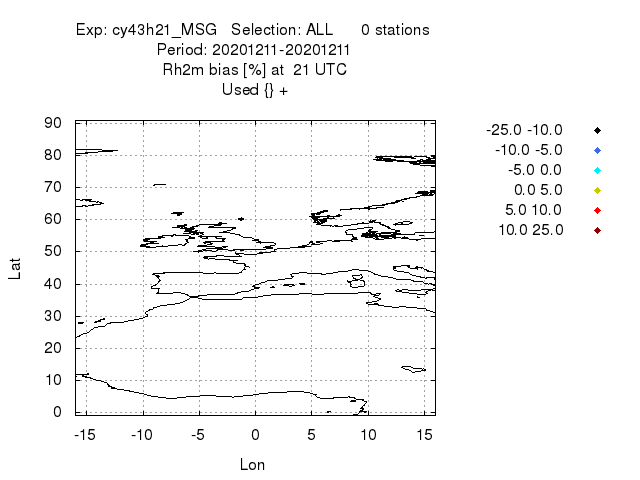 Exp: cy43h21_MSG   Selection: ALL      0 stations
Period: 20201211-20201211
Rh2m bias [%] at  21 UTC
Used {} +
-25.0 -10.0
-10.0 -5.0
-5.0 0.0
0.0 5.0
5.0 10.0
10.0 25.0
90
80
70
60
50
40
30
20
10
0
Lat
-15 -10 -5 0 5 10 15
Lon